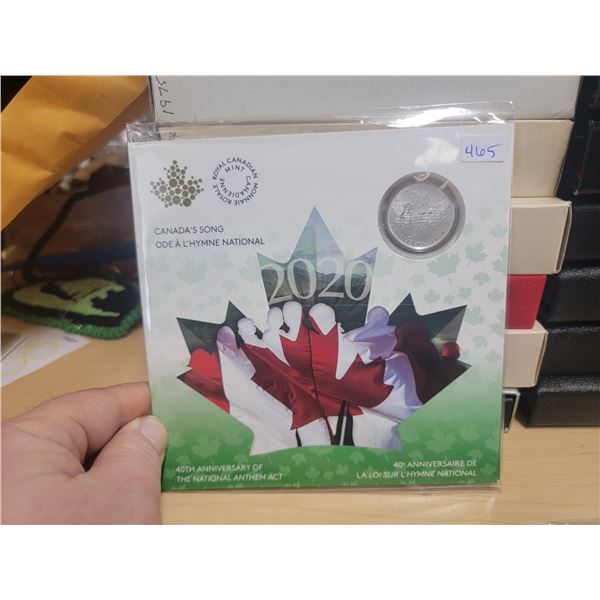 1975
465
ROYAL CANADIAN MINT
MONNAIE ROYALE CANADIENNE
CANADA'S SONG
ODE À L'HYMNE NATIONAL
2020
40TH ANNIVERSARY OF
THE NATIONAL ANTHEM ACT
40e ANNIVERSAIRE DE
LA LOI SUR L'HYMNE NATIONAL